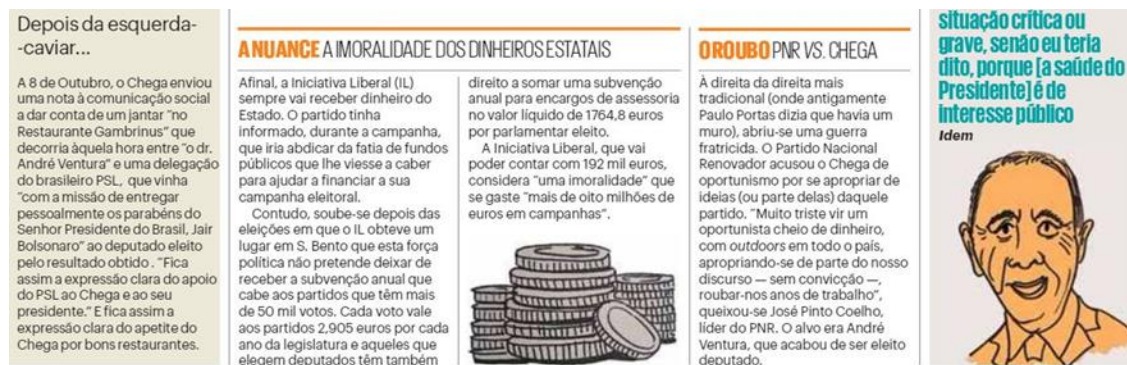 Depois da esquerda-
-caviar...
A 8 de Outubro, o Chega enviou
uma nota à comunicação social
a dar conta de um jantar “no
Restaurante Gambrinus” que
decorria àquela hora entre “o dr.
André Ventura” e uma delegação
do brasileiro PSL, que vinha
“com a missão de entregar
pessoalmente os parabéns do
Senhor Presidente do Brasil, Jair
Bolsonaro” ao deputado eleito
pelo resultado obtido . “Fica
assim a expressão clara do apoio
do PSL ao Chega e ao seu
presidente.” E fica assim a
expressão clara do apetite do
Chega por bons restaurantes.
A NUANCE A IMORALIDADE DOS DINHEIROS ESTATAIS
Afinal, a Iniciativa Liberal (IL)
sempre vai receber dinheiro do
Estado. O partido tinha
informado, durante a campanha,
que iria abdicar da fatia de fundos
públicos que lhe viesse a caber
para ajudar a financiar a sua
campanha eleitoral.
Contudo, soube-se depois das
eleições em que o IL obteve um
lugar em S. Bento que esta força
política não pretende deixar de
receber a subvenção anual que
cabe aos partidos que têm mais
de 50 mil votos. Cada voto vale
aos partidos 2,905 euros por cada
ano da legislatura e aqueles que
elegem deputados têm também
direito a somar uma subvenção
anual para encargos de assessoria
no valor líquido de 1764,8 euros
por parlamentar eleito.
A Iniciativa Liberal, que vai
poder contar com 192 mil euros,
considera “uma imoralidade” que
se gaste “mais de oito milhões de
euros em campanhas”.
O ROUBO PNR VS. CHEGA
À direita da direita mais
tradicional (onde antigamente
Paulo Portas dizia que havia um
muro), abriu-se uma guerra
fratricida. O Partido Nacional
Renovador acusou o Chega de
oportunismo por se apropriar de
ideias (ou parte delas) daquele
partido. “Muito triste vir um
oportunista cheio de dinheiro,
com outdoors em todo o país,
apropriando-se de parte do nosso
discurso — sem convicção —,
roubar-nos anos de trabalho”,
queixou-se José Pinto Coelho,
líder do PNR. O alvo era André
Ventura, que acabou de ser eleito
deputado.
situação crítica ou
grave, senão eu teria
dito, porque [a saúde do
Presidente] é de
interesse público
Idem